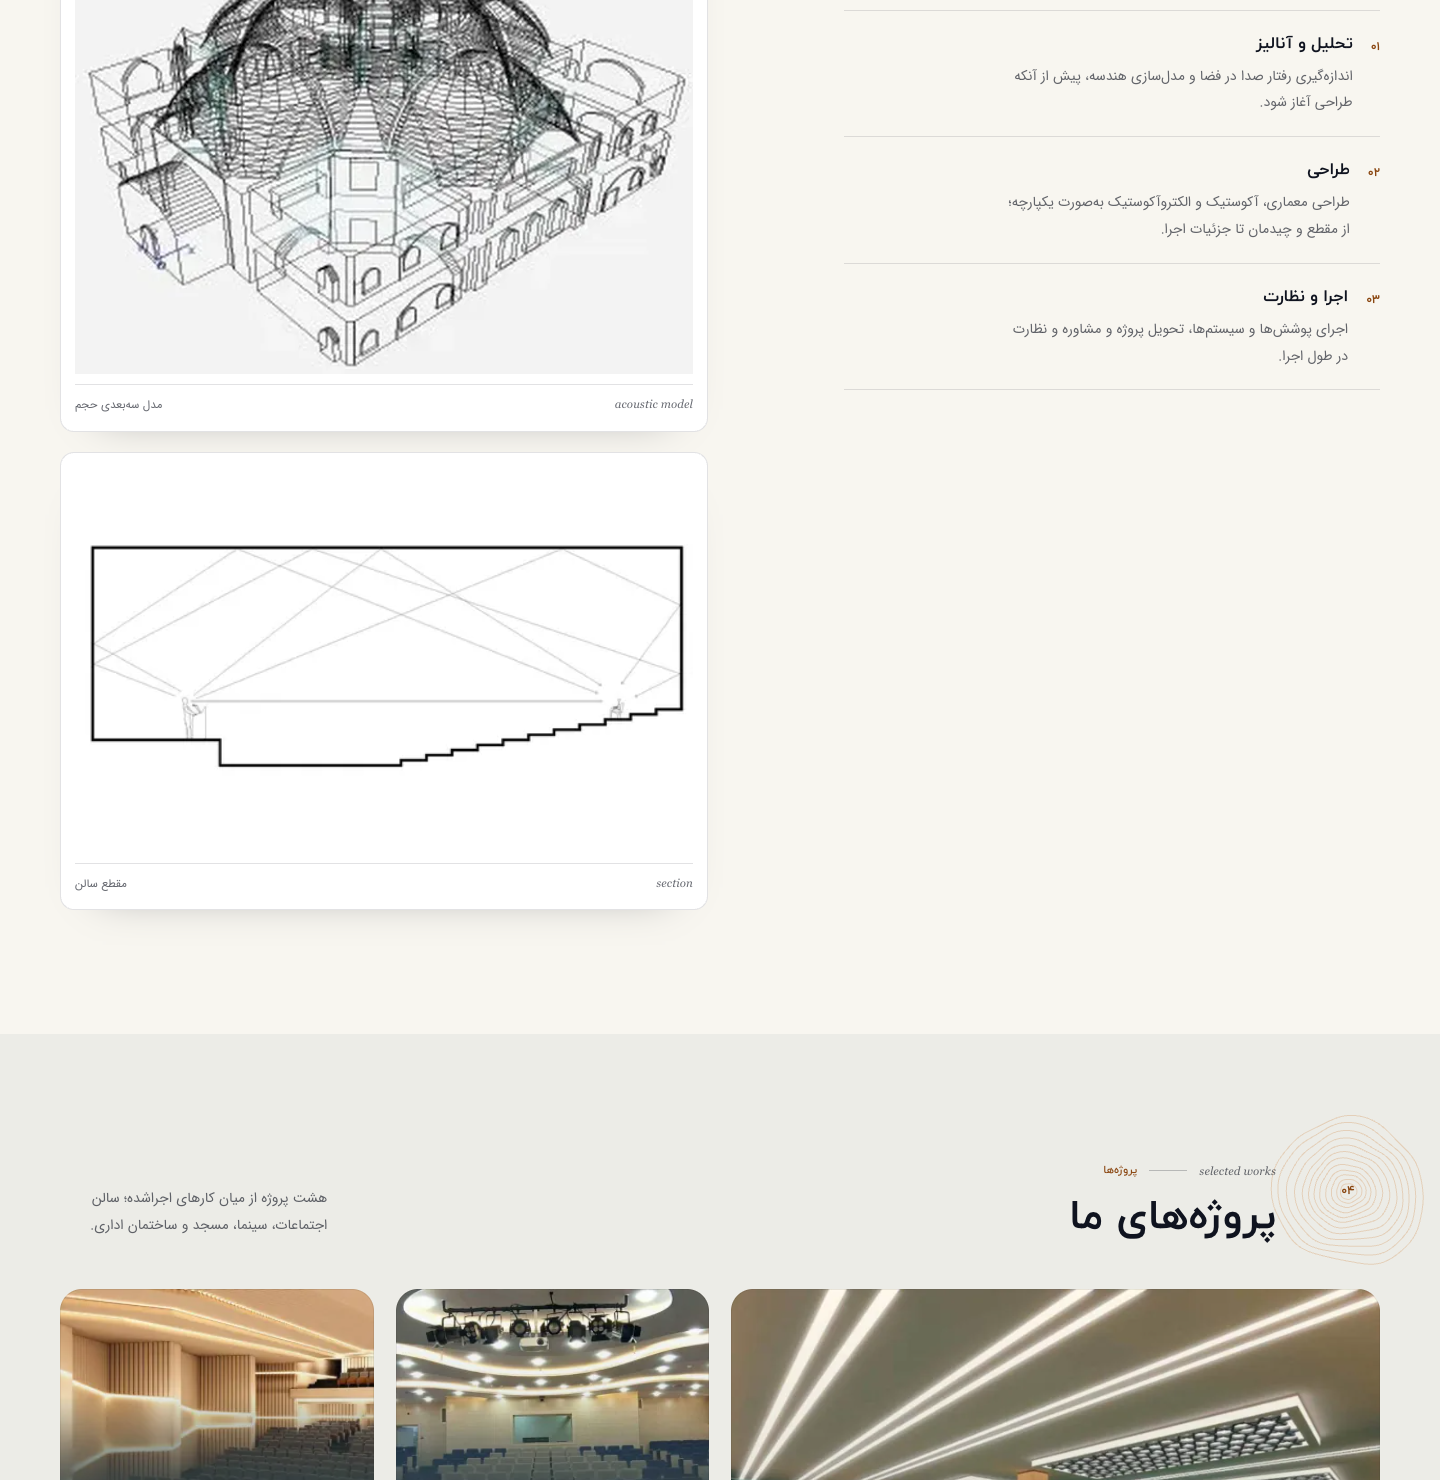 ۰۱
تحلیل و آنالیز
اندازه‌گیری رفتار صدا در فضا و مدل‌سازی هندسه، پیش از آنکه
طراحی آغاز شود.
۰۲
طراحی
طراحی معماری، آکوستیک و الکتروآکوستیک به‌صورت یکپارچه؛
از مقطع و چیدمان تا جزئیات اجرا.
۰۳
اجرا و نظارت
اجرای پوشش‌ها و سیستم‌ها، تحویل پروژه و مشاوره و نظارت
در طول اجرا.
acoustic model
مدل سه‌بعدی حجم
section
مقطع سالن
۰۴
selected works
پروژه‌ها
پروژه‌های ما
هشت پروژه از میان کارهای اجراشده؛ سالن
اجتماعات، سینما، مسجد و ساختمان اداری.